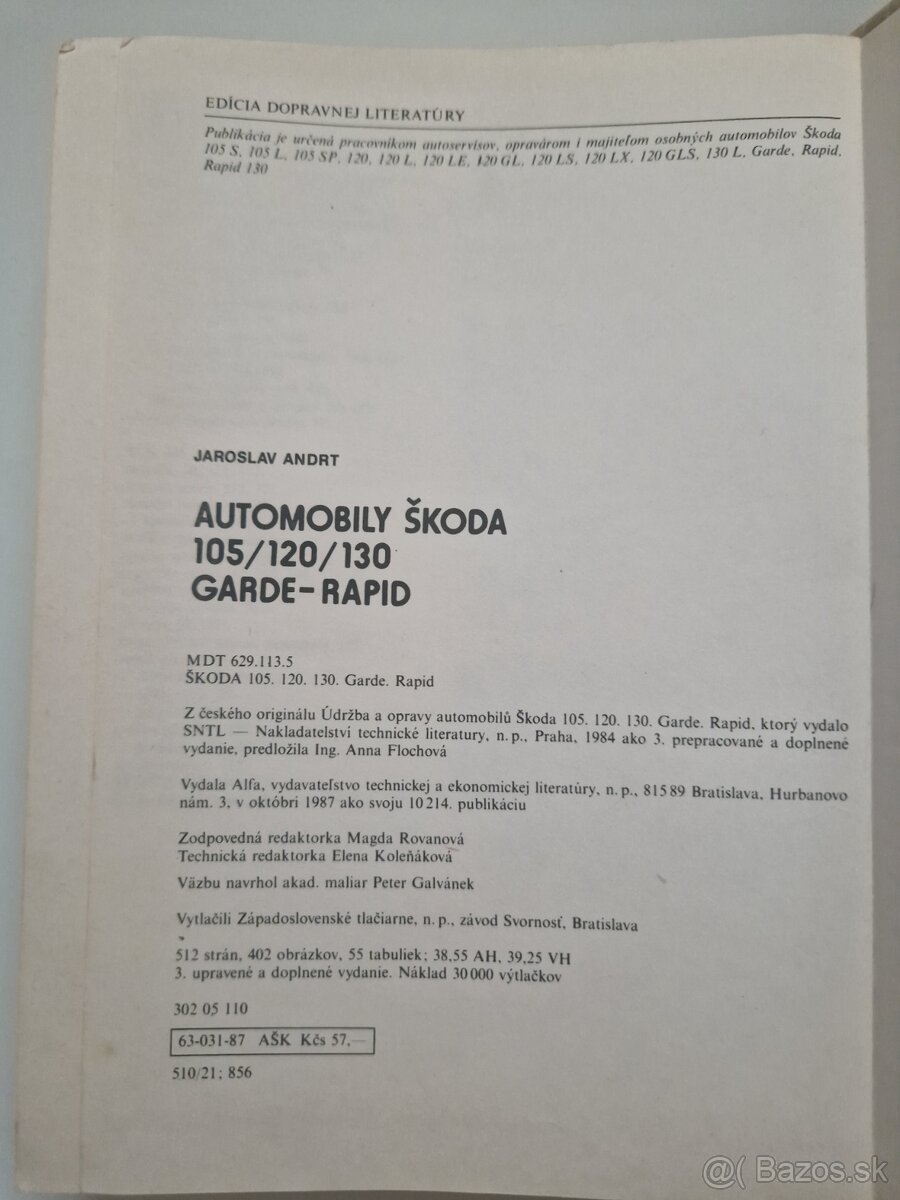 EDÍCIA DOPRAVNEJ LITERATÚRY
Publikácia je určená pracovníkom autoservisov, opravárom i majiteľom osobných automobilov Škoda
105 S, 105 L, 105 SP, 120, 120 L, 120 LE, 120 GL, 120 LS, 120 LX, 120 GLS, 130 L, Garde, Rapid,
Rapid 130
JAROSLAV ANDRT
AUTOMOBILY ŠKODA
105/120/130
GARDE-RAPID
MDT 629.113.5
ŠKODA 105. 120. 130. Garde. Rapid
Z českého originálu Údržba a opravy automobilů Škoda 105. 120. 130. Garde. Rapid, ktorý vydalo
SNTL — Nakladatelství technické literatury, n. p., Praha, 1984 ako 3. prepracované a doplnené
vydanie, predložila Ing. Anna Flochová
Vydala Alfa, vydavateľstvo technickej a ekonomickej literatúry, n. p., 815 89 Bratislava, Hurbanovo
nám. 3, v októbri 1987 ako svoju 10 214. publikáciu
Zodpovedná redaktorka Magda Rovanová
Technická redaktorka Elena Koleňáková
Väzbu navrhol akad. maliar Peter Galvánek
Vytlačili Západoslovenské tlačiarne, n. p., závod Svornosť, Bratislava
512 strán, 402 obrázkov, 55 tabuliek; 38,55 AH, 39,25 VH
3. upravené a doplnené vydanie. Náklad 30 000 výtlačkov
302 05 110
63-031-87 AŠK Kčs 57,—
510/21; 856
@( Bazos.sk